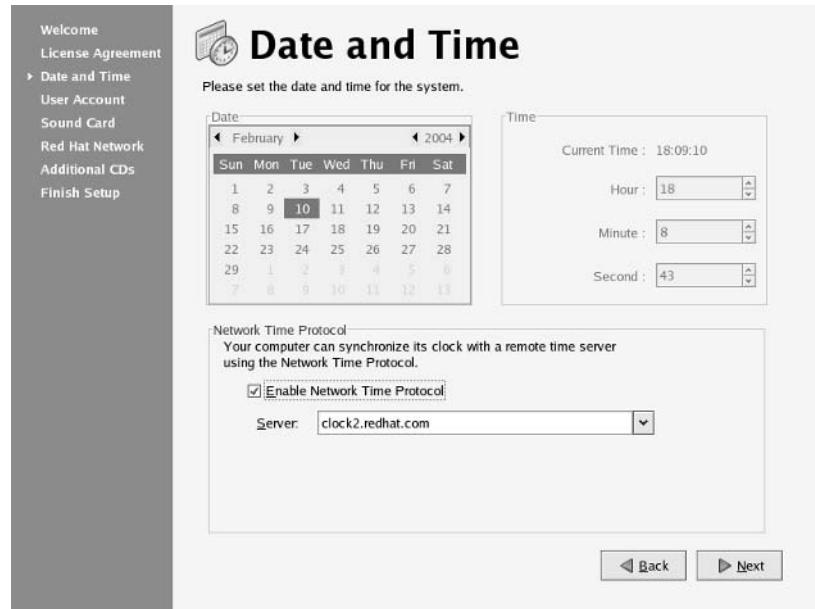 Welcome
License Agreement
Date and Time
User Account
Sound Card
Red Hat Network
Additional CDs
Finish Setup
Date and Time
Please set the date and time for the system.
Date
February 2004
Sun Mon Tue Wed Thu Fri Sat
1 2 3 4 5 6 7
8 9 10 11 12 13 14
15 16 17 18 19 20 21
22 23 24 25 26 27 28
29 1 2 3 4 5 6
7 8 9 10 11 12 13
Time
Current Time : 18:09:10
Hour : 18
Minute : 8
Second : 43
Network Time Protocol
Your computer can synchronize its clock with a remote time server
using the Network Time Protocol.
Enable Network Time Protocol
Server: clock2.redhat.com
Back
Next